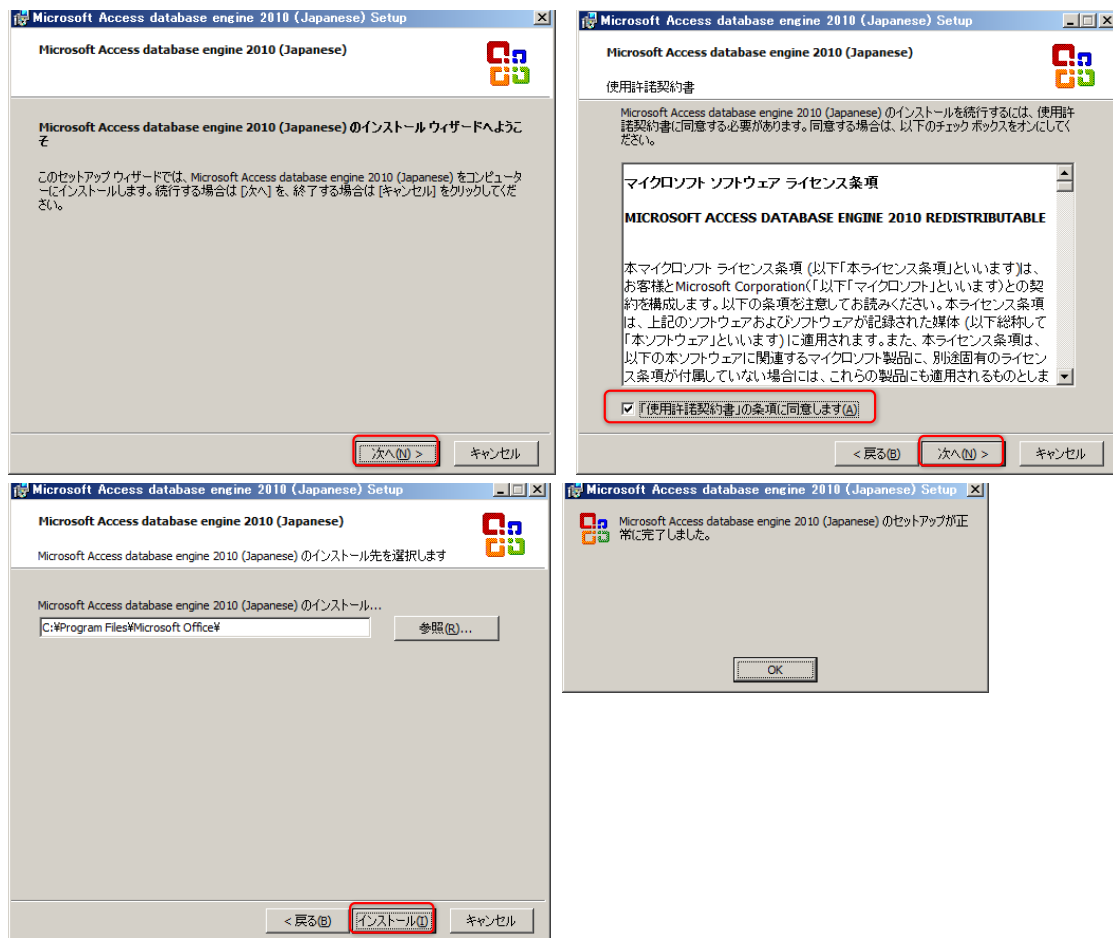 Microsoft Access database engine 2010 (Japanese) Setup
Microsoft Access database engine 2010 (Japanese)
Microsoft Access database engine 2010 (Japanese) のインストール ウィザードへようこ
そ
このセットアップ ウィザードでは、Microsoft Access database engine 2010 (Japanese) をコンピュータ
ーにインストールします。続行する場合は [次へ] を、終了する場合は [キャンセル] をクリックしてくだ
さい。
次へ(N) >
キャンセル
Microsoft Access database engine 2010 (Japanese) Setup
Microsoft Access database engine 2010 (Japanese)
使用許諾契約書
Microsoft Access database engine 2010 (Japanese) のインストールを続行するには、使用許
諾契約書に同意する必要があります。同意する場合は、以下のチェック ボックスをオンにしてく
ださい。
マイクロソフト ソフトウェア ライセンス条項
MICROSOFT ACCESS DATABASE ENGINE 2010 REDISTRIBUTABLE
本マイクロソフト ライセンス条項 (以下「本ライセンス条項」といいます)は、
お客様とMicrosoft Corporation(「以下「マイクロソフト」といいます)との契
約を構成します。以下の条項を注意してお読みください。本ライセンス条項
は、上記のソフトウェアおよびソフトウェアが記録された媒体 (以下総称して
「本ソフトウェア」といいます) に適用されます。また、本ライセンス条項は、
以下の本ソフトウェアに関連するマイクロソフト製品に、別途固有のライセン
ス条項が付属していない場合には、これらの製品にも適用されるものとしま
「使用許諾契約書」の条項に同意します(A)
< 戻る(B)
次へ(N) >
キャンセル
Microsoft Access database engine 2010 (Japanese) Setup
Microsoft Access database engine 2010 (Japanese)
Microsoft Access database engine 2010 (Japanese) のインストール先を選択します
Microsoft Access database engine 2010 (Japanese) のインストール...
C:¥Program Files¥Microsoft Office¥
参照(R)...
< 戻る(B)
インストール(I)
キャンセル
Microsoft Access database engine 2010 (Japanese) Setup
Microsoft Access database engine 2010 (Japanese) のセットアップが正
常に完了しました。
OK